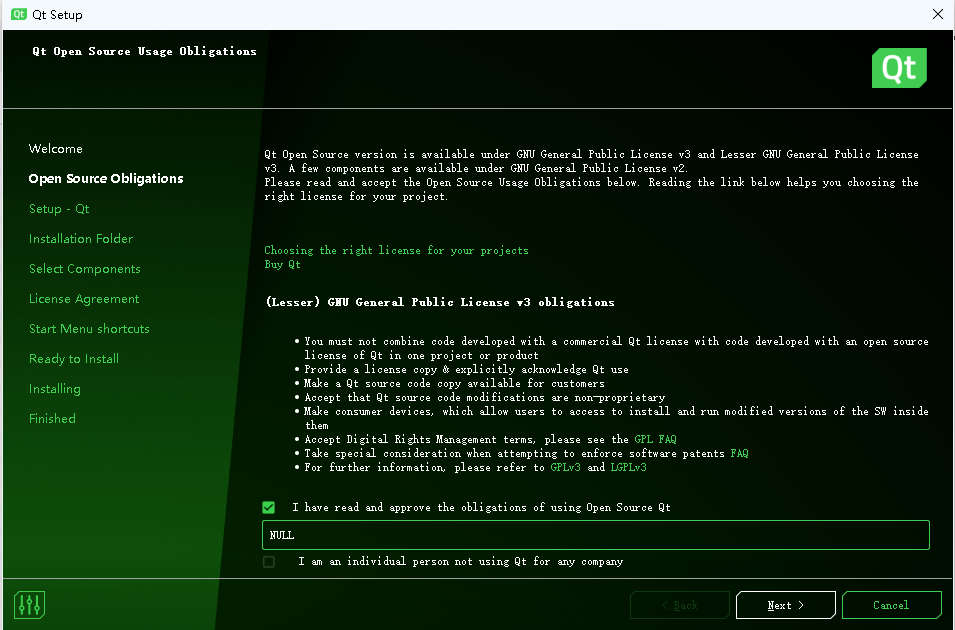 Qt Qt Setup
Qt Open Source Usage Obligations
Qt
Welcome
Open Source Obligations
Setup - Qt
Installation Folder
Select Components
License Agreement
Start Menu shortcuts
Ready to Install
Installing
Finished
Qt Open Source version is available under GNU General Public License v3 and Lesser GNU General Public License
v3. A few components are available under GNU General Public License v2.
Please read and accept the Open Source Usage Obligations below. Reading the link below helps you choosing the
right license for your project.
Choosing the right license for your projects
Buy Qt
(Lesser) GNU General Public License v3 obligations
• You must not combine code developed with a commercial Qt license with code developed with an open source
license of Qt in one project or product
• Provide a license copy & explicitly acknowledge Qt use
• Make a Qt source code copy available for customers
• Accept that Qt source code modifications are non-proprietary
• Make consumer devices, which allow users to access to install and run modified versions of the SW inside
them
• Accept Digital Rights Management terms, please see the GPL FAQ
• Take special consideration when attempting to enforce software patents FAQ
• For further information, please refer to GPLv3 and LGPLv3
I have read and approve the obligations of using Open Source Qt
NULL
I am an individual person not using Qt for any company
< Back
Next >
Cancel